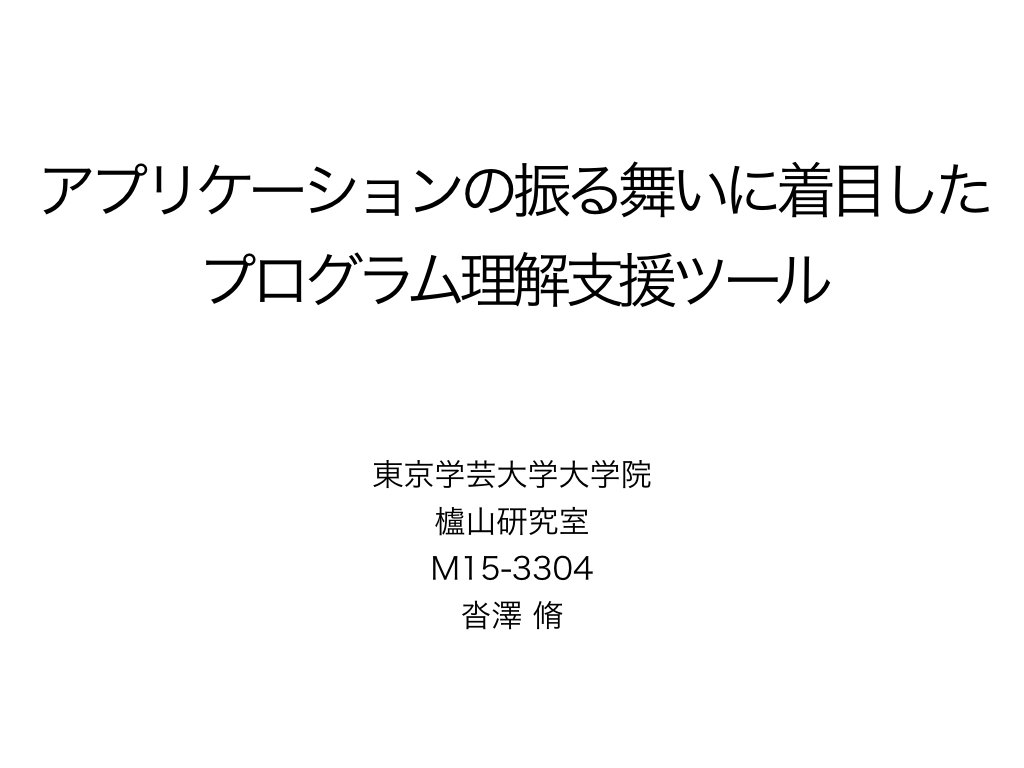 アプリケーションの振る舞いに着目した
プログラム理解支援ツール
東京学芸大学大学院
櫨山研究室
M15-3304
沓澤 脩